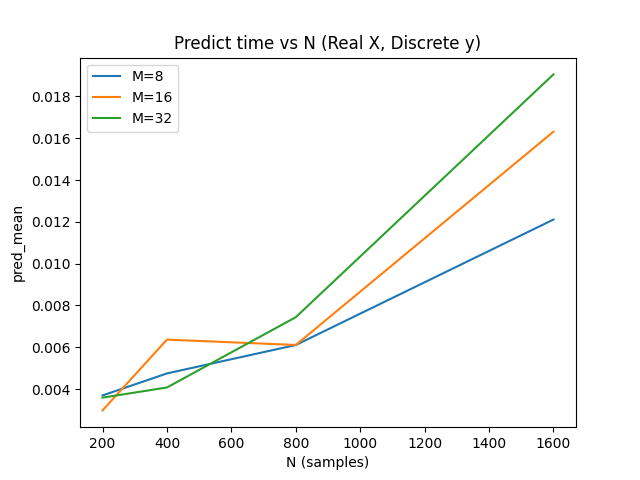 Predict time vs N (Real X, Discrete y)
M=8
M=16
M=32
0.018
0.016
0.014
0.012
0.010
0.008
0.006
0.004
pred_mean
200 400 600 800 1000 1200 1400 1600
N (samples)